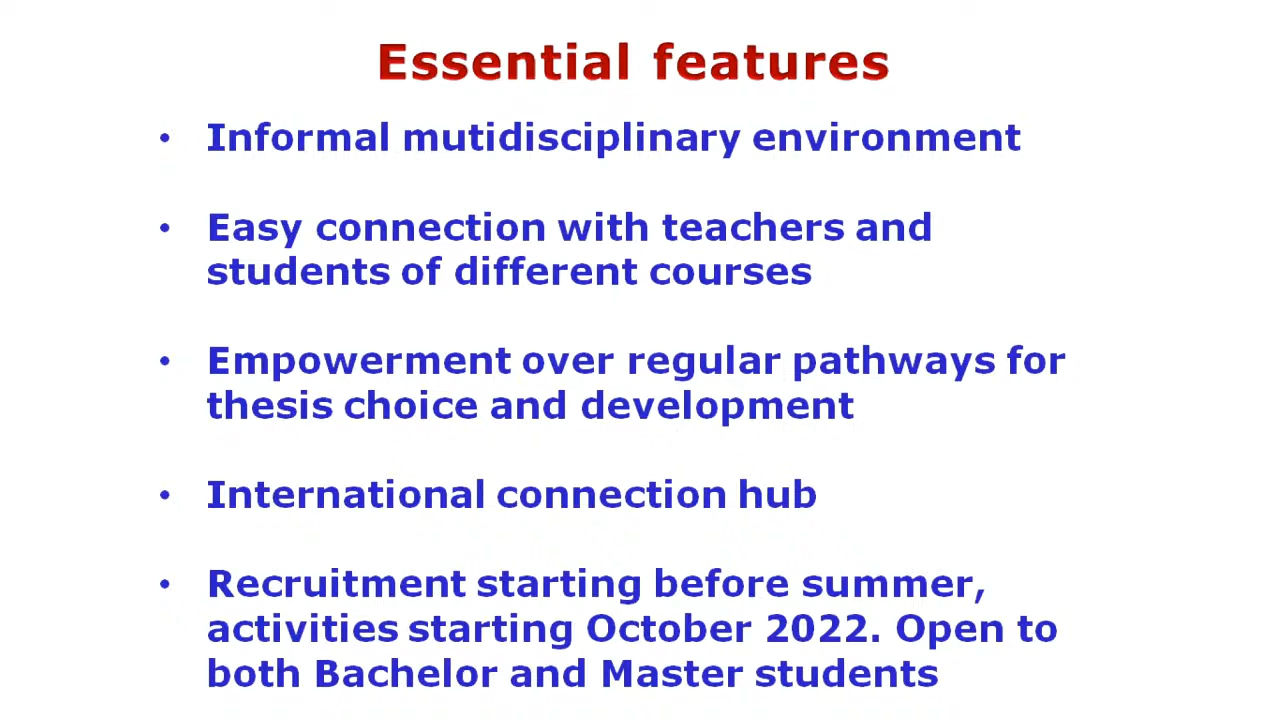 Essential features
• Informal mutidisciplinary environment
• Easy connection with teachers and
students of different courses
• Empowerment over regular pathways for
thesis choice and development
• International connection hub
• Recruitment starting before summer,
activities starting October 2022. Open to
both Bachelor and Master students